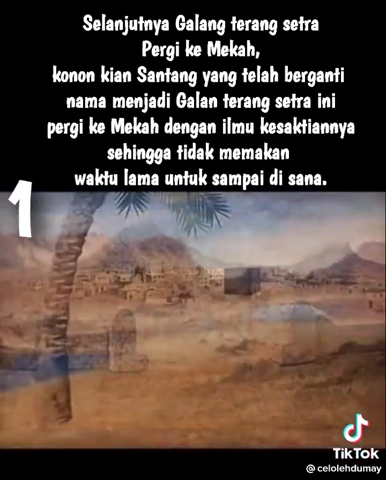 Selanjutnya Galang terang setra
Pergi ke Mekah,
konon kian Santang yang telah berganti
nama menjadi Galan terang setra ini
pergi ke Mekah dengan ilmu kesaktiannya
sehingga tidak memakan
waktu lama untuk sampai di sana.
1
TikTok
@celolehdumay